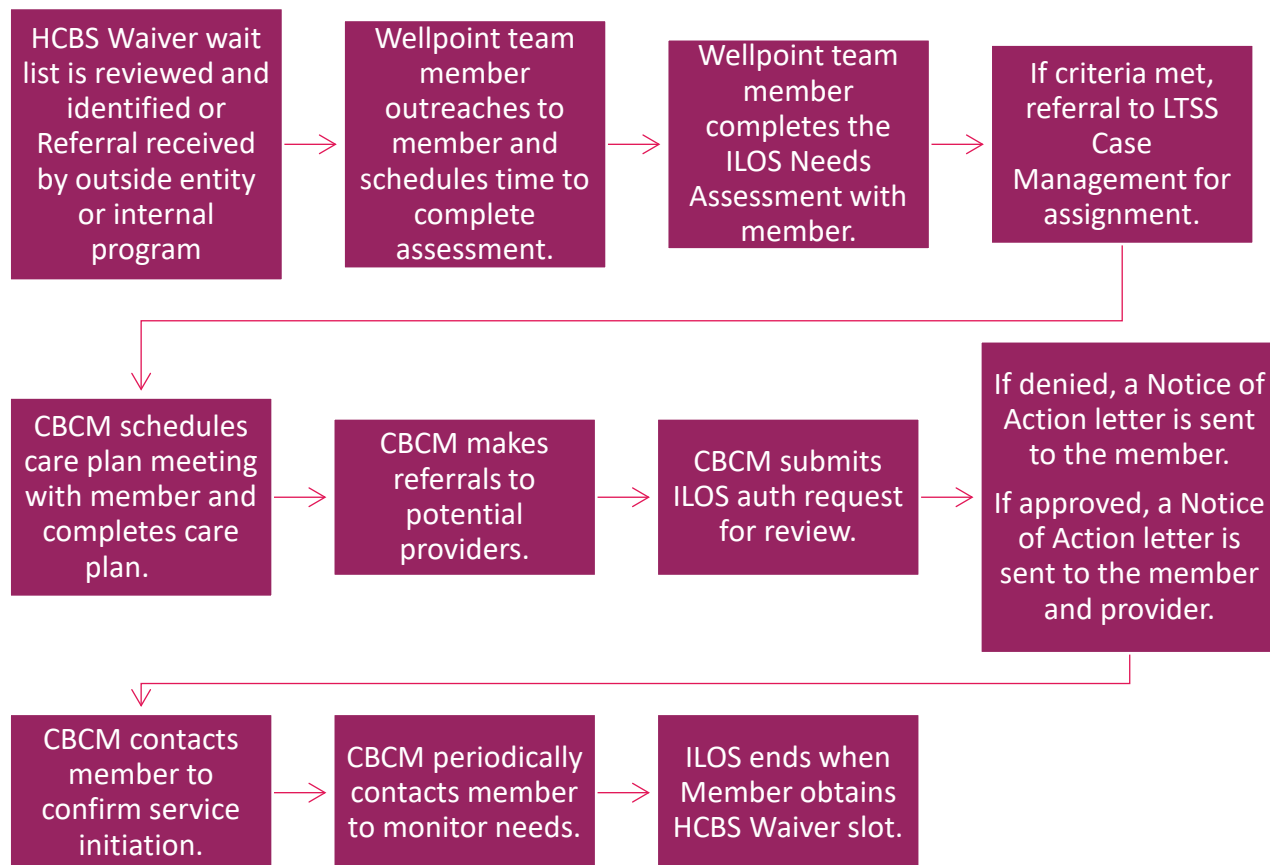 HCBS Waiver wait
list is reviewed and
identified or
Referral received
by outside entity
or internal
program
Wellpoint team
member
outreaches to
member and
schedules time to
complete
assessment.
Wellpoint team
member
completes the
ILOS Needs
Assessment with
member.
If criteria met,
referral to LTSS
Case
Management for
assignment.
CBCM schedules
care plan meeting
with member and
completes care
plan.
CBCM makes
referrals to
potential
providers.
CBCM submits
ILOS auth request
for review.
If denied, a Notice of
Action letter is sent
to the member.
If approved, a Notice
of Action letter is
sent to the member
and provider.
CBCM contacts
member to
confirm service
initiation.
CBCM periodically
contacts member
to monitor needs.
ILOS ends when
Member obtains
HCBS Waiver slot.